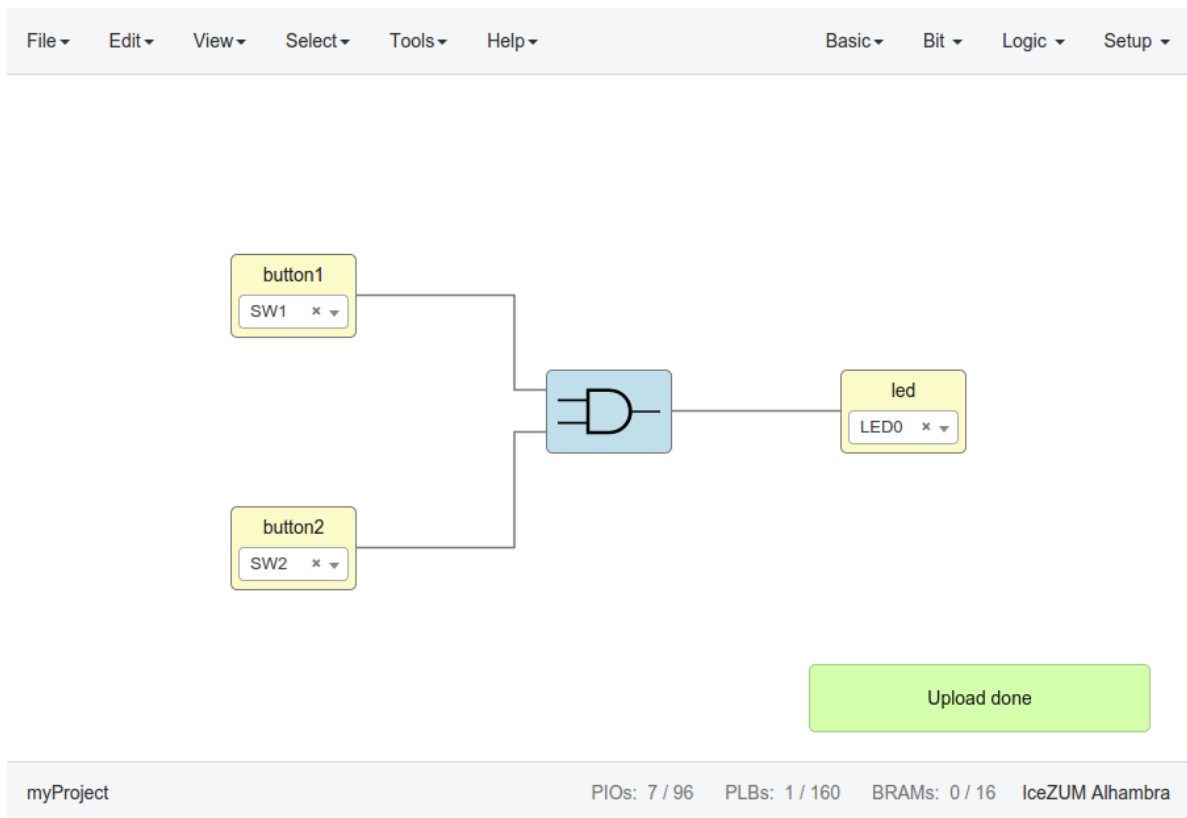 File Edit View Select Tools Help Basic Bit Logic Setup
button1
SW1 ×
led
LED0 ×
button2
SW2 ×
Upload done
myProject PIOs: 7 / 96 PLBs: 1 / 160 BRAMs: 0 / 16 IceZUM Alhambra